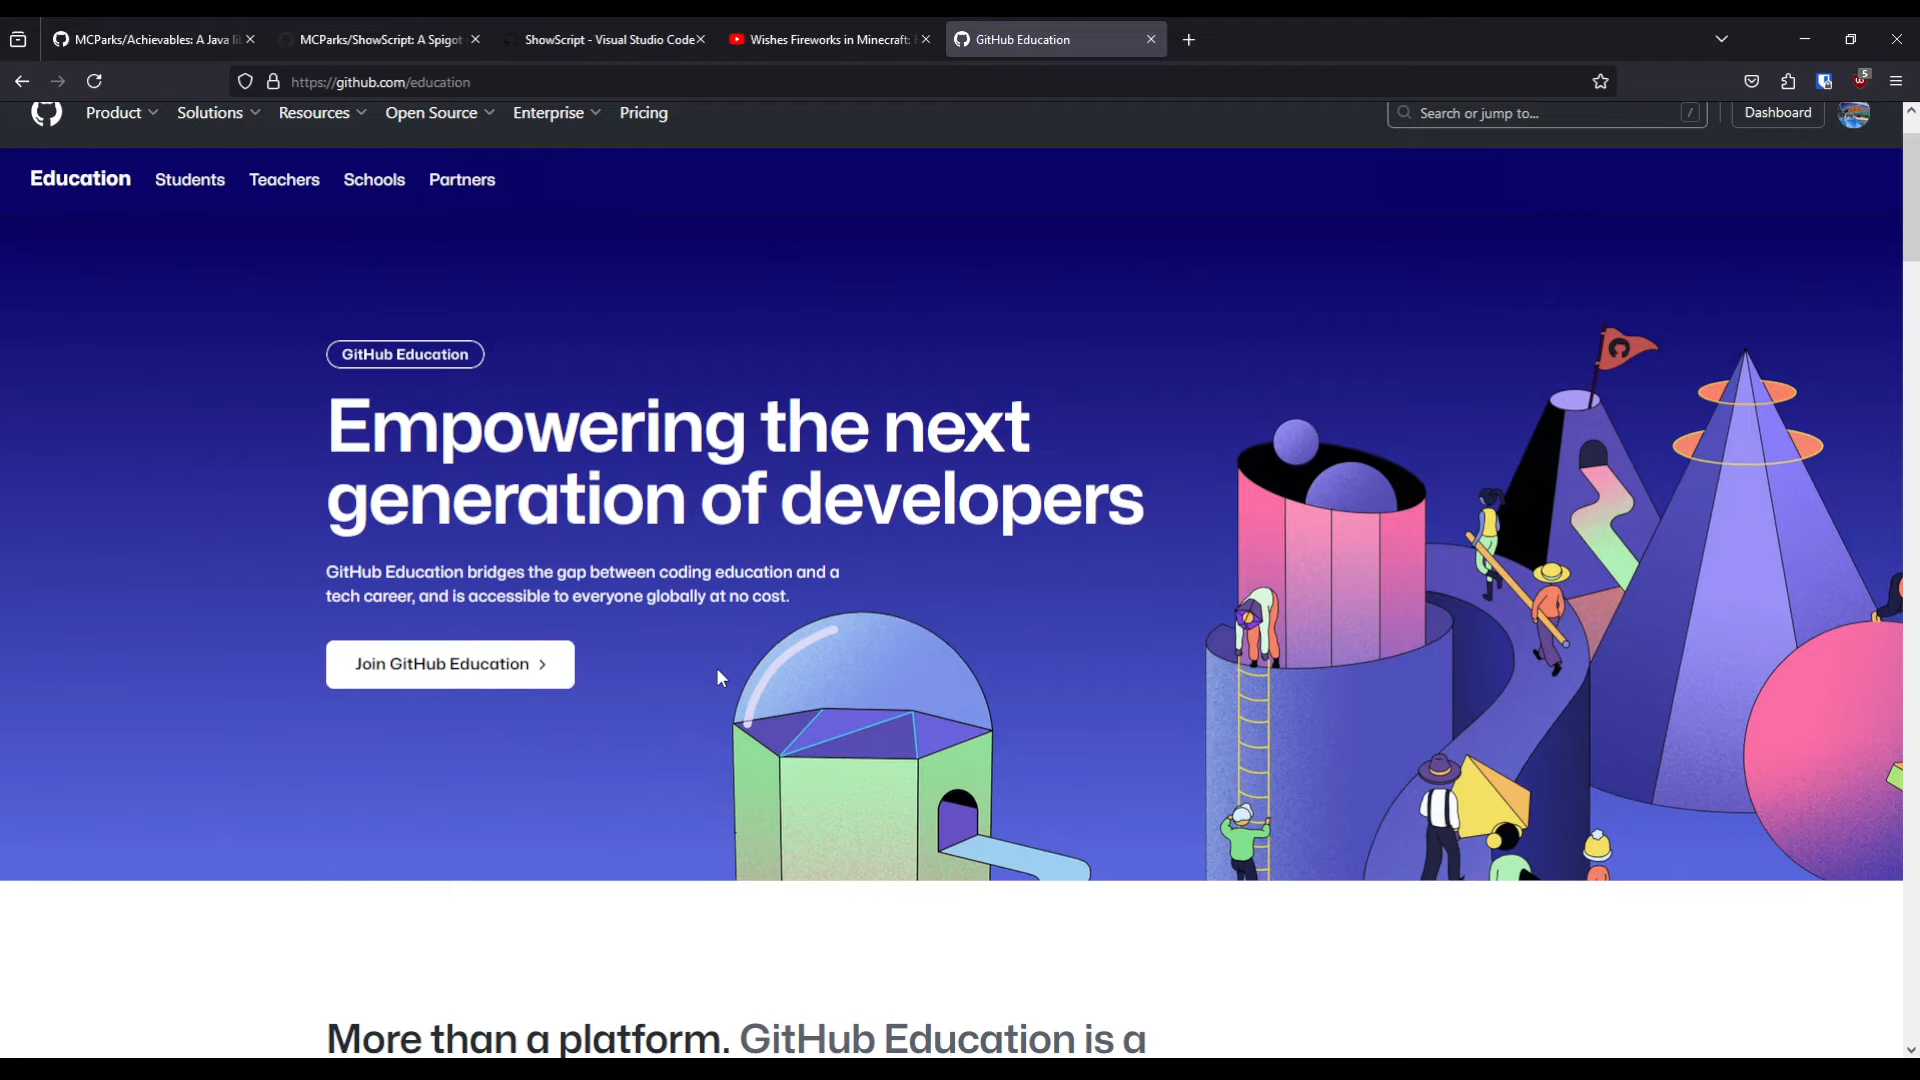 MCParks/Achievables: A Java li
MCParks/ShowScript: A Spigot
ShowScript - Visual Studio Code
Wishes Fireworks in Minecraft:
GitHub Education
https://github.com/education
5
Product
Solutions
Resources
Open Source
Enterprise
Pricing
Search or jump to...
/
Dashboard
Education
Students
Teachers
Schools
Partners
GitHub Education
Empowering the next
generation of developers
GitHub Education bridges the gap between coding education and a
tech career, and is accessible to everyone globally at no cost.
Join GitHub Education
More than a platform. GitHub Education is a